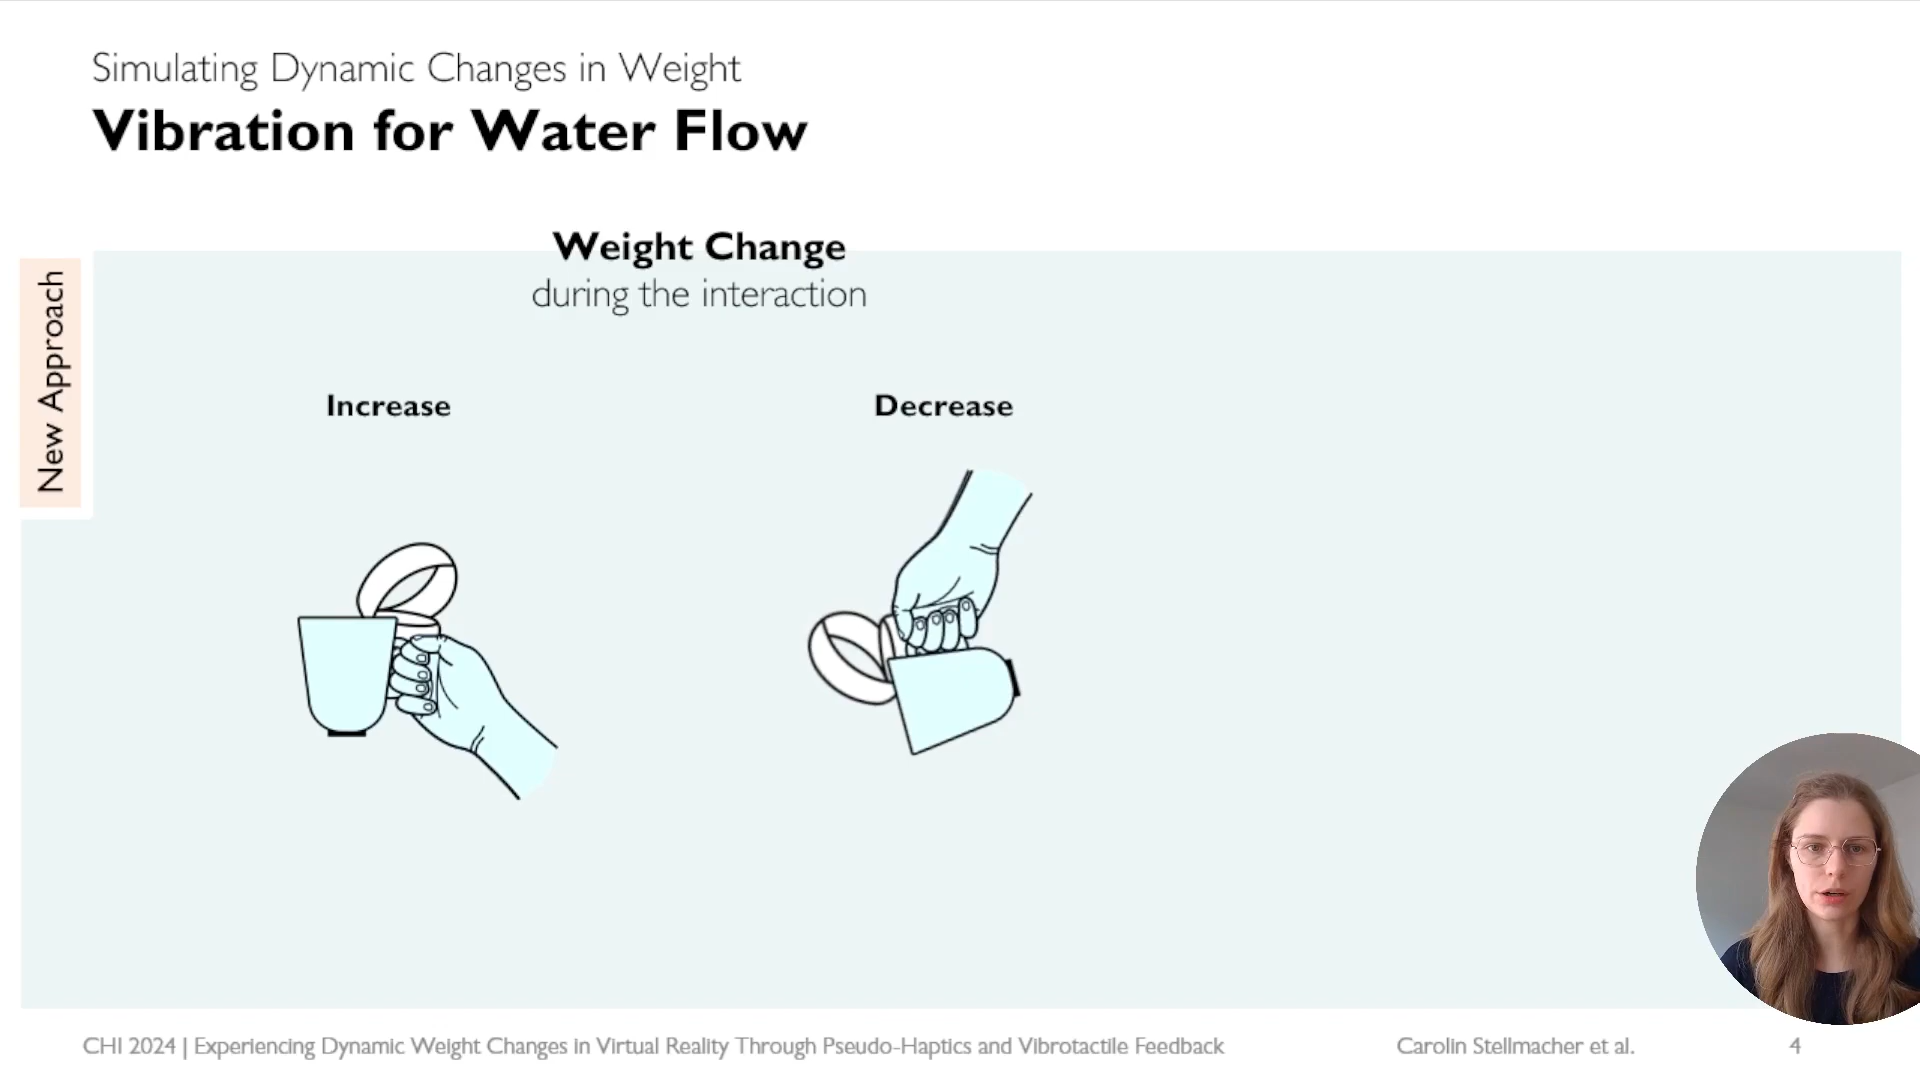 Simulating Dynamic Changes in Weight
Vibration for Water Flow
Weight Change
during the interaction
New Approach
Increase
Decrease
CHI 2024 | Experiencing Dynamic Weight Changes in Virtual Reality Through Pseudo-Haptics and Vibrotactile Feedback
Carolin Stellmacher et al.
4